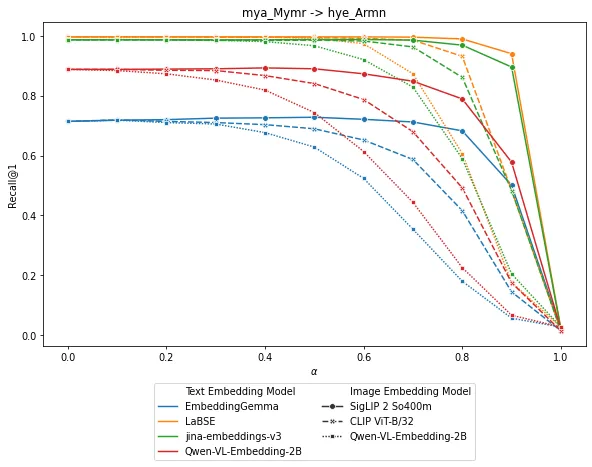 mya_Mymr -> hye_Armn
1.0
0.8
0.6
0.4
0.2
0.0
Recall@1
0.0 0.2 0.4 0.6 0.8 1.0
α
Text Embedding Model Image Embedding Model
EmbeddingGemma SigLIP 2 So400m
LaBSE CLIP ViT-B/32
jina-embeddings-v3 Qwen-VL-Embedding-2B
Qwen-VL-Embedding-2B